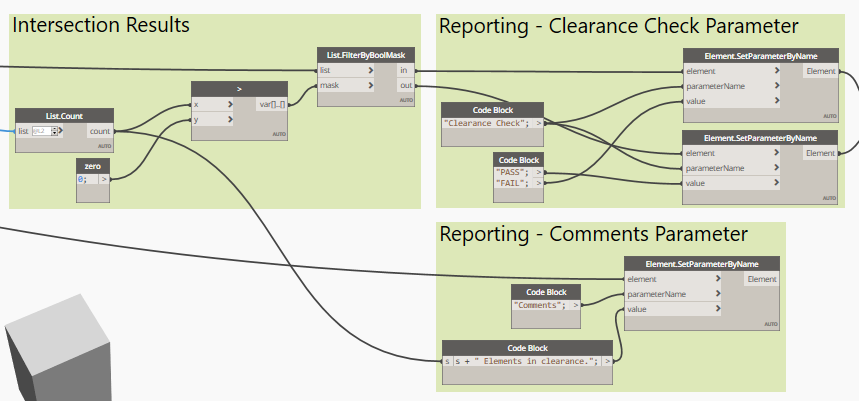 Intersection Results
List.FilterByBoolMask
list > in
mask > out
AUTO
>
x > var[]..[]
y >
AUTO
List.Count
list @L2 > count
AUTO
zero
0; >
Reporting - Clearance Check Parameter
Element.SetParameterByName
element > Element
parameterName >
value >
AUTO
Code Block
"Clearance Check"; >
Element.SetParameterByName
element > Element
parameterName >
value >
AUTO
Code Block
"PASS"; >
"FAIL"; >
Reporting - Comments Parameter
Element.SetParameterByName
element > Element
parameterName >
value >
AUTO
Code Block
"Comments"; >
Code Block
s s + " Elements in clearance."; >